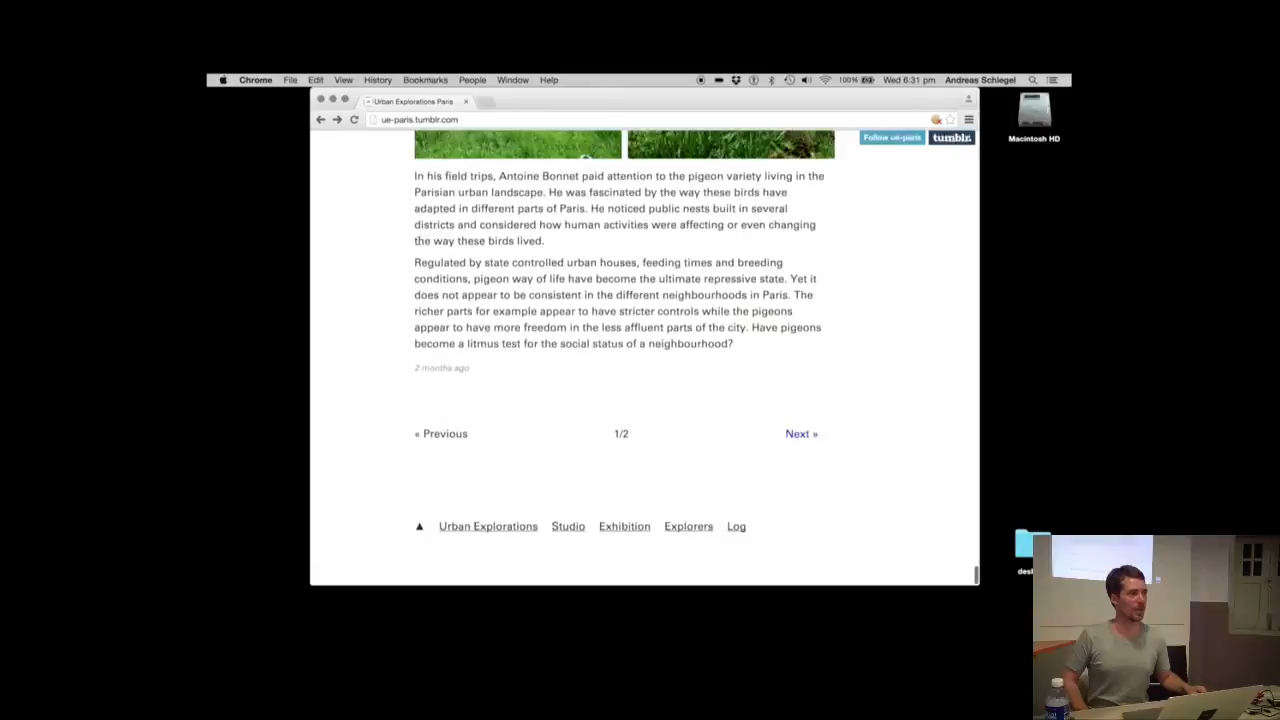 Chrome File Edit View History Bookmarks People Window Help 100% Wed 6:31 pm Andreas Schlegel
Urban Explorations Paris
ue-paris.tumblr.com
Follow ue-paris tumblr.
Macintosh HD
In his field trips, Antoine Bonnet paid attention to the pigeon variety living in the
Parisian urban landscape. He was fascinated by the way these birds have
adapted in different parts of Paris. He noticed public nests built in several
districts and considered how human activities were affecting or even changing
the way these birds lived.
Regulated by state controlled urban houses, feeding times and breeding
conditions, pigeon way of life have become the ultimate repressive state. Yet it
does not appear to be consistent in the different neighbourhoods in Paris. The
richer parts for example appear to have stricter controls while the pigeons
appear to have more freedom in the less affluent parts of the city. Have pigeons
become a litmus test for the social status of a neighbourhood?
2 months ago
« Previous 1/2 Next »
▲ Urban Explorations Studio Exhibition Explorers Log